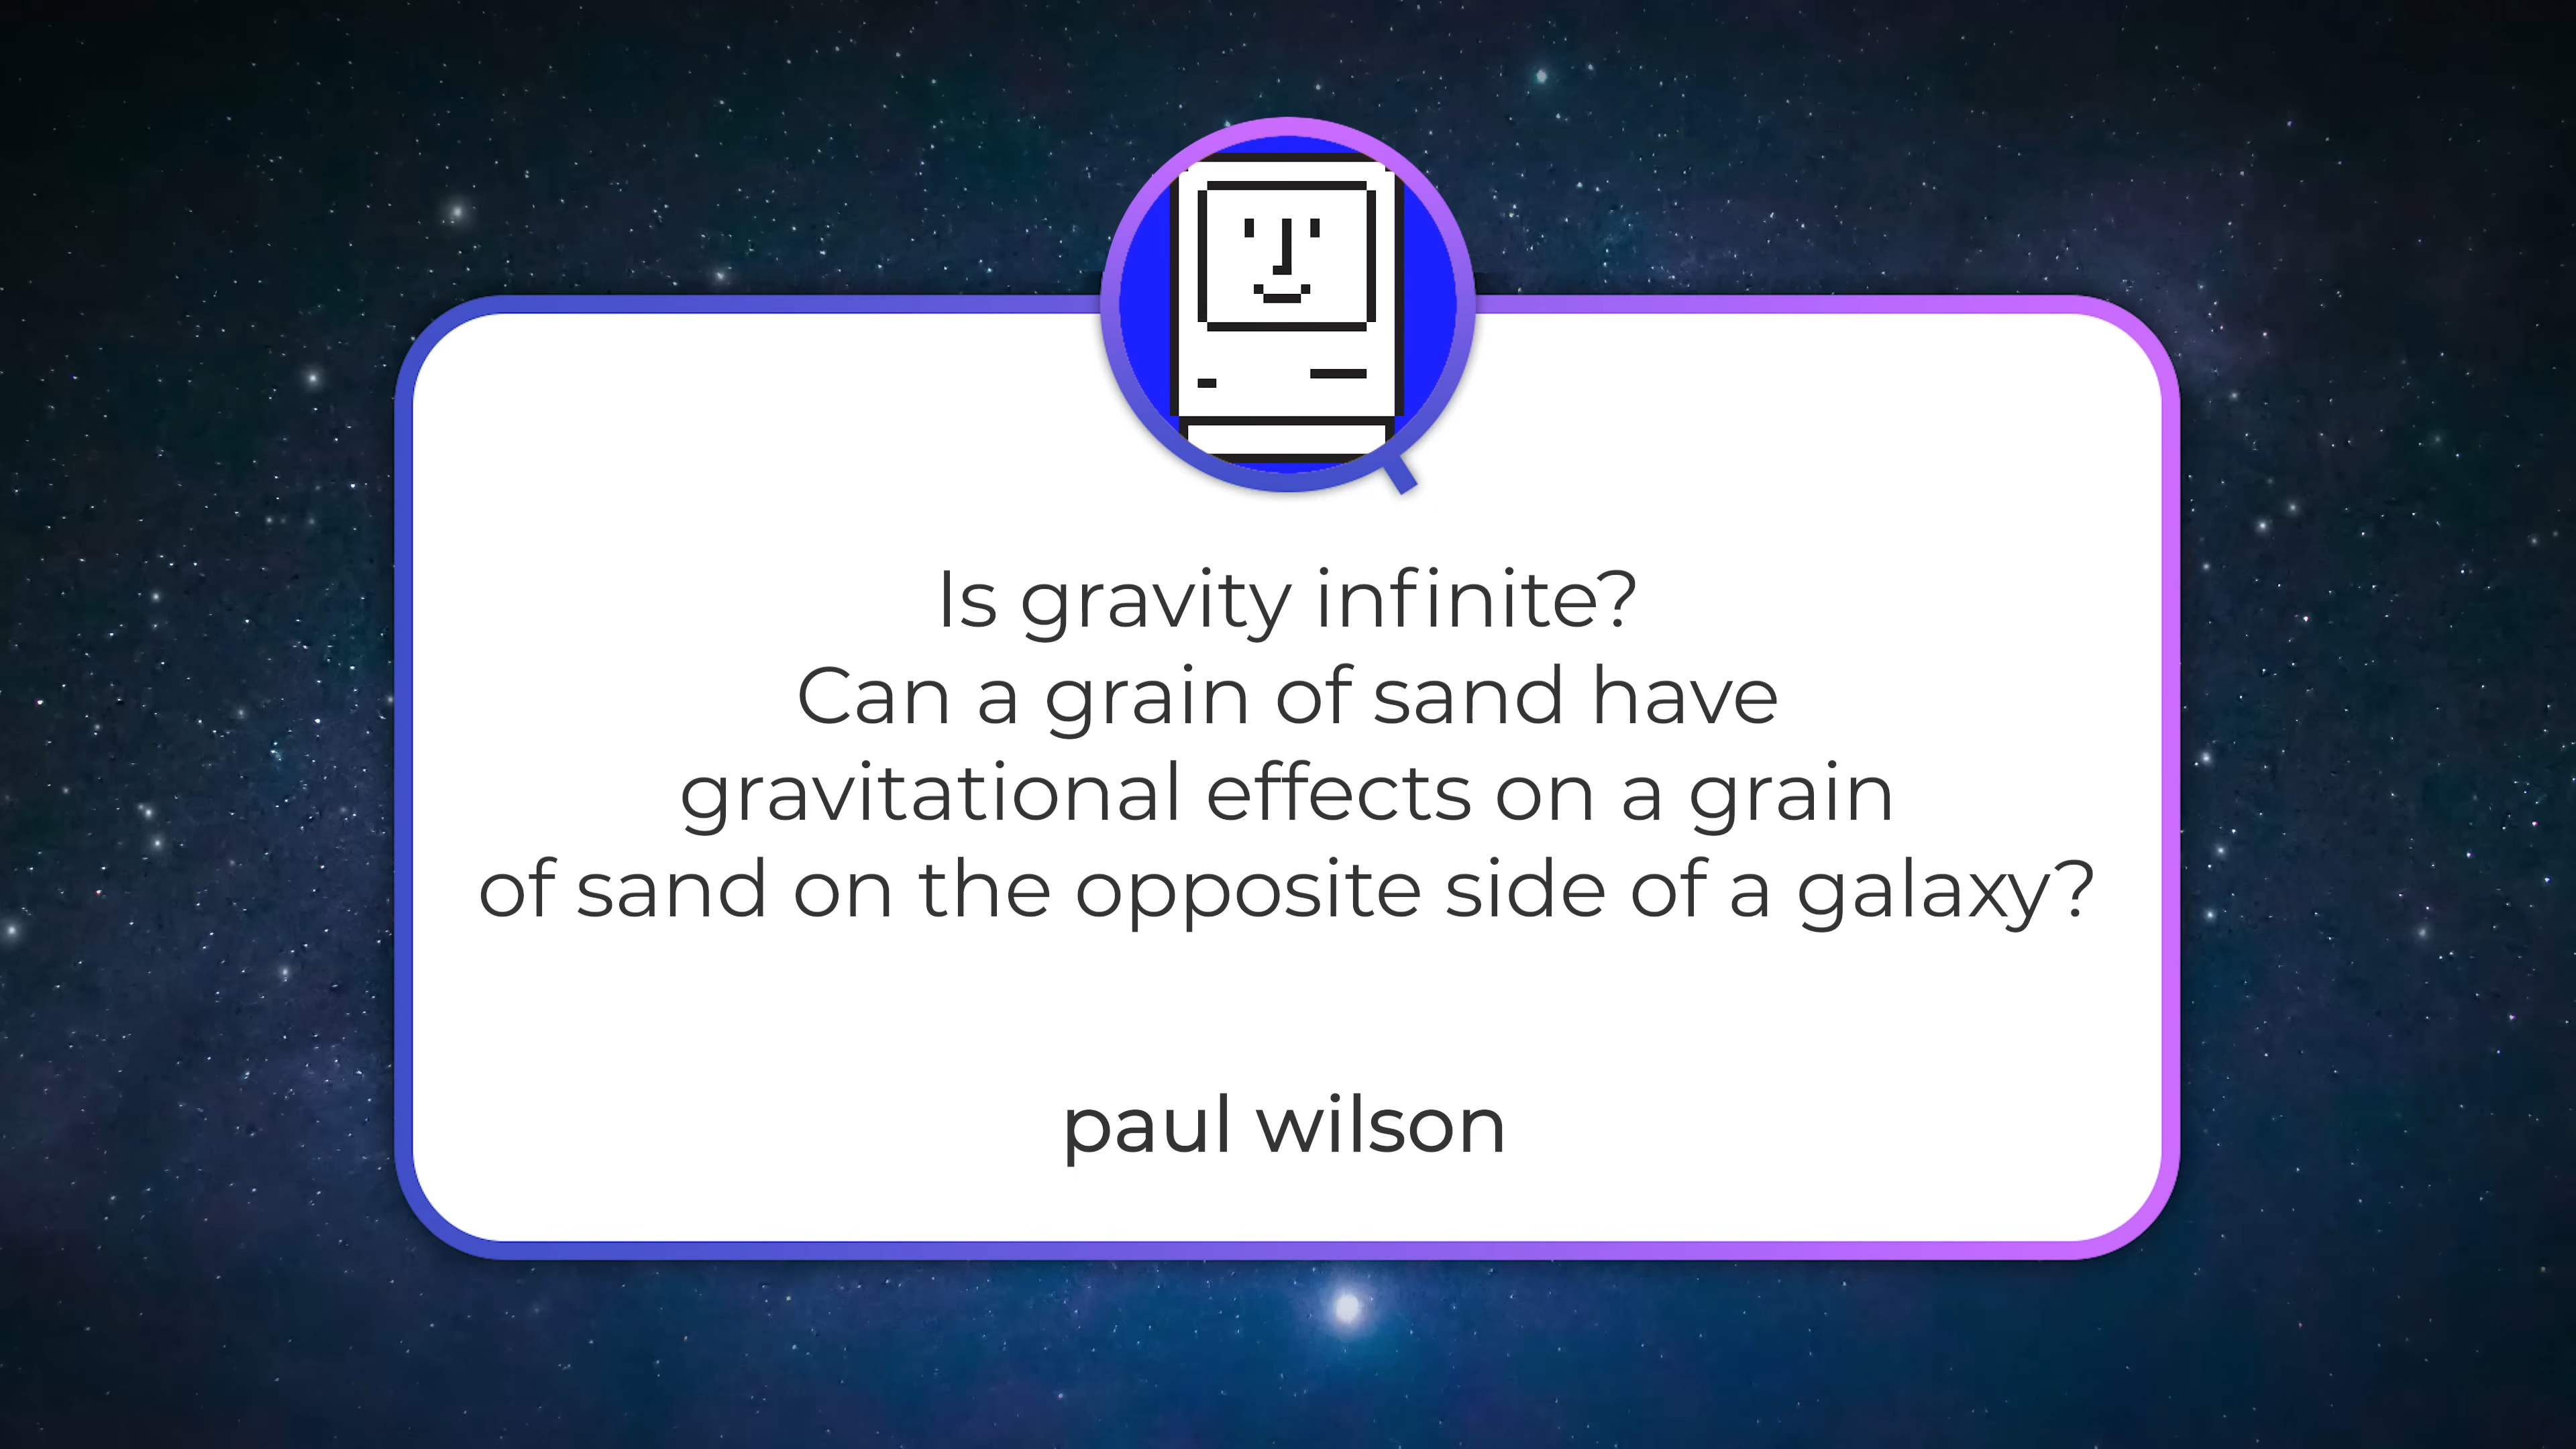 Is gravity infinite?
Can a grain of sand have
gravitational effects on a grain
of sand on the opposite side of a galaxy?
paul wilson